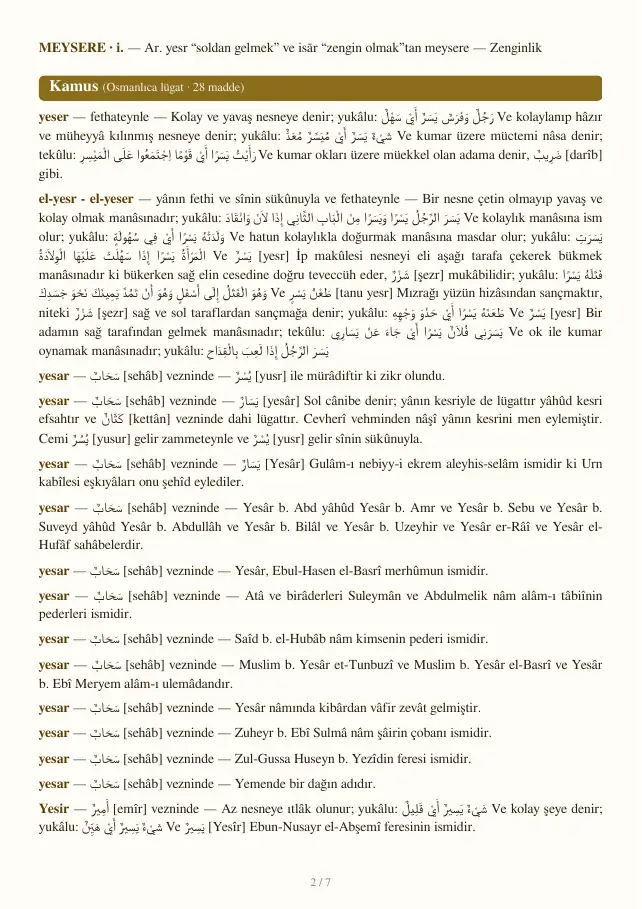 MEYSERE · i. — Ar. yesr “soldan gelmek” ve isār “zengin olmak”tan meysere — Zenginlik
Kamus (Osmanlıca lügat · 28 madde)
yeser — fethateynle — Kolay ve yavaş nesneye denir; yukâlu: رَجُلٌ وَفَرَسٌ يَسَرٌ أَيْ سَهْلٌ Ve kolaylanıp hâzır
ve müheyyâ kılınmış nesneye denir; yukâlu: شَيْءٌ يَسَرٌ أَيْ مُيَسَّرٌ مُعَدٌّ Ve kumar üzere müctemi nâsa denir;
tekûlu: رَأَيْتُ يَسَرًا أَيْ قَوْمًا اِجْتَمَعُوا عَلَى الْمَيْسِرِ Ve kumar okları üzere müekkel olan adama denir, ضَرِيبٌ [darîb]
gibi.
el-yesr - el-yeser — yânın fethi ve sînin sükûnuyla ve fethateynle — Bir nesne çetin olmayıp yavaş ve
kolay olmak manâsınadır; yukâlu: يَسَرَ الرَّجُلُ يَسْرًا وَيَسَرًا مِنَ الْبَابِ الثَّانِي إِذَا لاَنَ وَانْقَادَ Ve kolaylık manâsına ism
olur; yukâlu: وَلَدَتْهُ يَسْرًا أَيْ فِي سُهُولَةٍ Ve hatun kolaylıkla doğurmak manâsına masdar olur; yukâlu: يَسَرَتِ
الْمَرْأَةُ يَسْرًا إِذَا سَهُلَتْ عَلَيْهَا الْوِلاَدَةُ Ve يَسْرٌ [yesr] İp makûlesi nesneyi eli aşağı tarafa çekerek bükmek
manâsınadır ki bükerken sağ elin cesedine doğru teveccüh eder, شَزْرٌ [şezr] mukâbilidir; yukâlu: فَتَلَهُ يَسْرًا
وَهُوَ الْفَتْلُ إِلَى أَسْفَلَ وَهُوَ أَنْ تَمُدَّ يَمِينَكَ نَحْوَ جَسَدِكَ Ve طَعْنُ يَسْرٍ [tanu yesr] Mızrağı yüzün hizâsından sançmaktır,
niteki شَزْرٌ [şezr] sağ ve sol taraflardan sançmağa denir; yukâlu: طَعَنَهُ يَسْرًا أَيْ حَذْوَ وَجْهِهِ Ve يَسْرٌ [yesr] Bir
adamın sağ tarafından gelmek manâsınadır; tekûlu: يَسَرَنِي فُلاَنٌ يَسْرًا أَيْ جَاءَ عَنْ يَسَارِي Ve ok ile kumar
oynamak manâsınadır; yukâlu: يَسَرَ الرَّجُلُ إِذَا لَعِبَ بِالْقِدَاحِ
yesar — سَحَابٌ [sehâb] vezninde — يُسْرٌ [yusr] ile mürâdiftir ki zikr olundu.
yesar — سَحَابٌ [sehâb] vezninde — يَسَارٌ [yesâr] Sol cânibe denir; yânın kesriyle de lügattır yâhûd kesri
efsahtır ve كَتَّانٌ [kettân] vezninde dahi lügattır. Cevherî vehminden nâşî yânın kesrini men eylemiştir.
Cemi يُسُرٌ [yusur] gelir zammeteynle ve يُسْرٌ [yusr] gelir sînin sükûnuyla.
yesar — سَحَابٌ [sehâb] vezninde — يَسَارٌ [Yesâr] Gulâm-ı nebiyy-i ekrem aleyhis-selâm ismidir ki Urn
kabîlesi eşkıyâları onu şehîd eylediler.
yesar — سَحَابٌ [sehâb] vezninde — Yesâr b. Abd yâhûd Yesâr b. Amr ve Yesâr b. Sebu ve Yesâr b.
Suveyd yâhûd Yesâr b. Abdullâh ve Yesâr b. Bilâl ve Yesâr b. Uzeyhir ve Yesâr er-Râî ve Yesâr el-
Hufâf sahâbelerdir.
yesar — سَحَابٌ [sehâb] vezninde — Yesâr, Ebul-Hasen el-Basrî merhûmun ismidir.
yesar — سَحَابٌ [sehâb] vezninde — Atâ ve birâderleri Suleymân ve Abdulmelik nâm alâm-ı tâbiînin
pederleri ismidir.
yesar — سَحَابٌ [sehâb] vezninde — Saîd b. el-Hubâb nâm kimsenin pederi ismidir.
yesar — سَحَابٌ [sehâb] vezninde — Muslim b. Yesâr et-Tunbuzî ve Muslim b. Yesâr el-Basrî ve Yesâr
b. Ebî Meryem alâm-ı ulemâdandır.
yesar — سَحَابٌ [sehâb] vezninde — Yesâr nâmında kibârdan vâfir zevât gelmiştir.
yesar — سَحَابٌ [sehâb] vezninde — Zuheyr b. Ebî Sulmâ nâm şâirin çobanı ismidir.
yesar — سَحَابٌ [sehâb] vezninde — Zul-Gussa Huseyn b. Yezîdin feresi ismidir.
yesar — سَحَابٌ [sehâb] vezninde — Yemende bir dağın adıdır.
Yesir — أَمِيرٌ [emîr] vezninde — Az nesneye ıtlâk olunur; yukâlu: شَيْءٌ يَسِيرٌ أَيْ قَلِيلٌ Ve kolay şeye denir;
yukâlu: شَيْءٌ يَسِيرٌ أَيْ هَيِّنٌ Ve يَسِيرٌ [Yesîr] Ebun-Nusayr el-Abşemî feresinin ismidir.
2 / 7